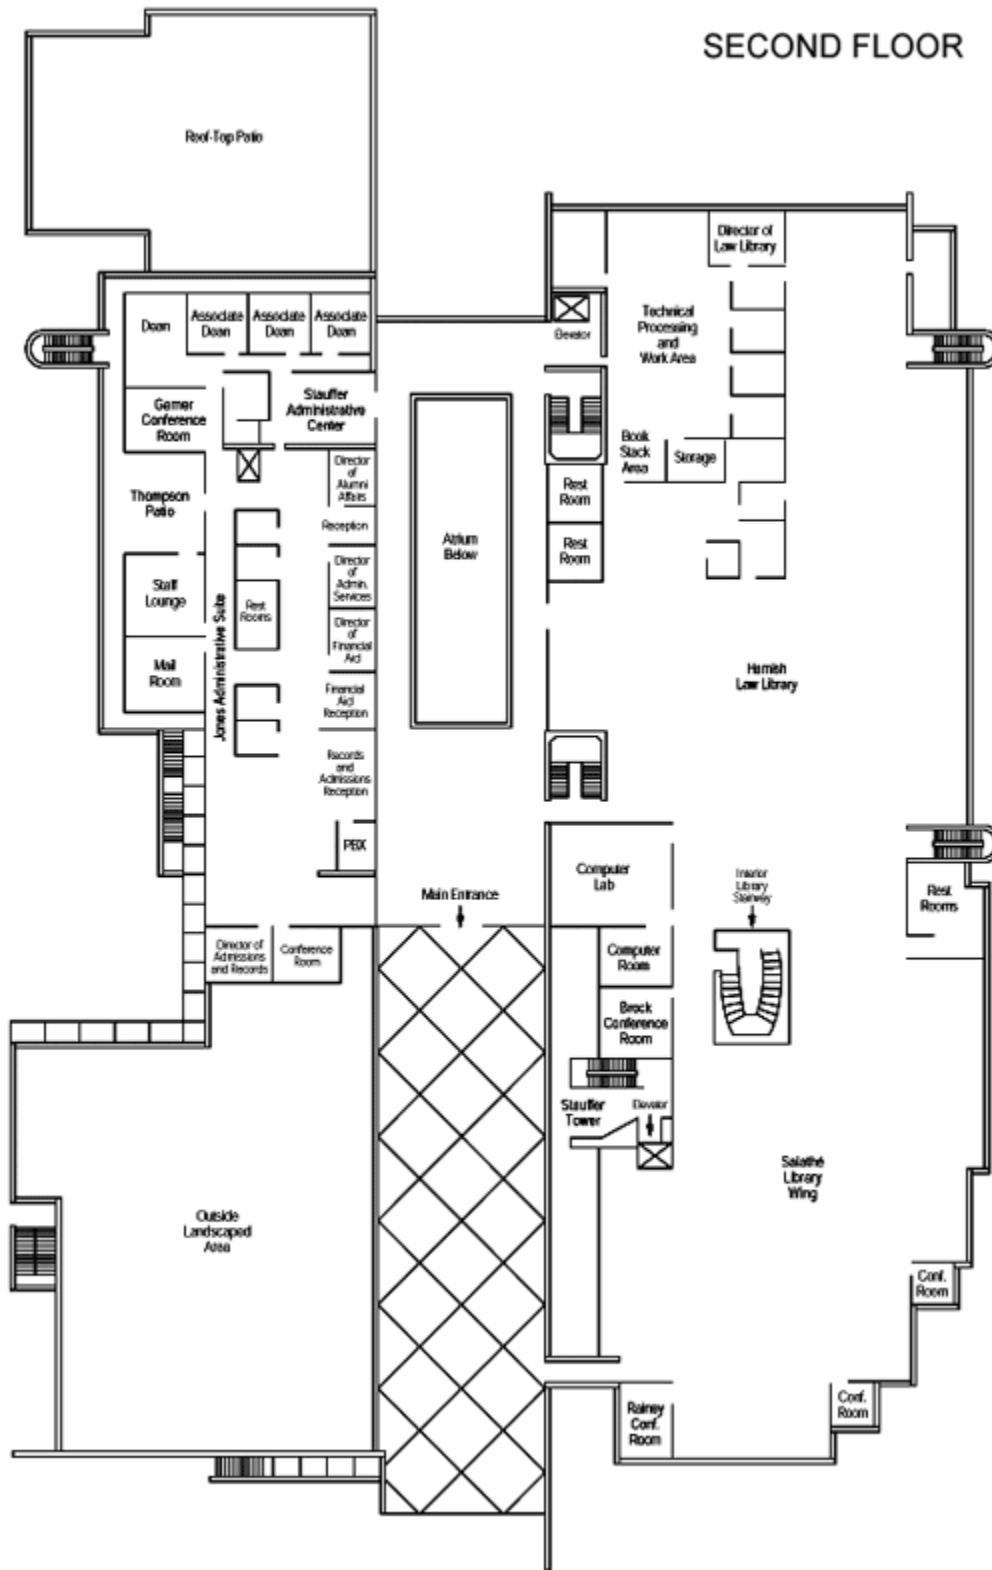 SECOND FLOOR
Roof-Top Patio
Director of
Law Library
Dean
Associate
Dean
Associate
Dean
Associate
Dean
Elevator
Technical
Processing
and
Work Area
Garner
Conference
Room
Stauffer
Administrative
Center
Book
Stack
Area
Storage
Director
of
Alumni
Affairs
Rest
Room
Thompson
Patio
Reception
Atrium
Below
Rest
Room
Director
of
Admin.
Services
Staff
Lounge
Rest
Rooms
Director
of
Financial
Aid
Jones Administrative Suite
Mail
Room
Financial
Aid
Reception
Harnish
Law Library
Records
and
Admissions
Reception
PBX
Computer
Lab
Interior
Library
Stairway
Rest
Rooms
Main Entrance
Director of
Admissions
and Records
Conference
Room
Computer
Room
Brock
Conference
Room
Stauffer
Tower
Elevator
Salathé
Library
Wing
Outside
Landscaped
Area
Conf.
Room
Conf.
Room
Rainey
Conf.
Room